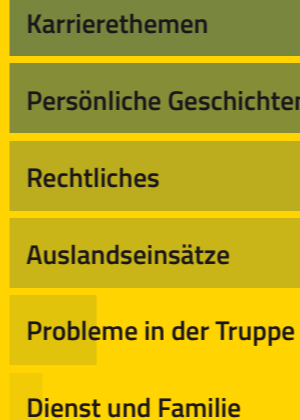 Karrierethemen
Persönliche Geschichten
Rechtliches
Auslandseinsätze
Probleme in der Truppe
Dienst und Familie